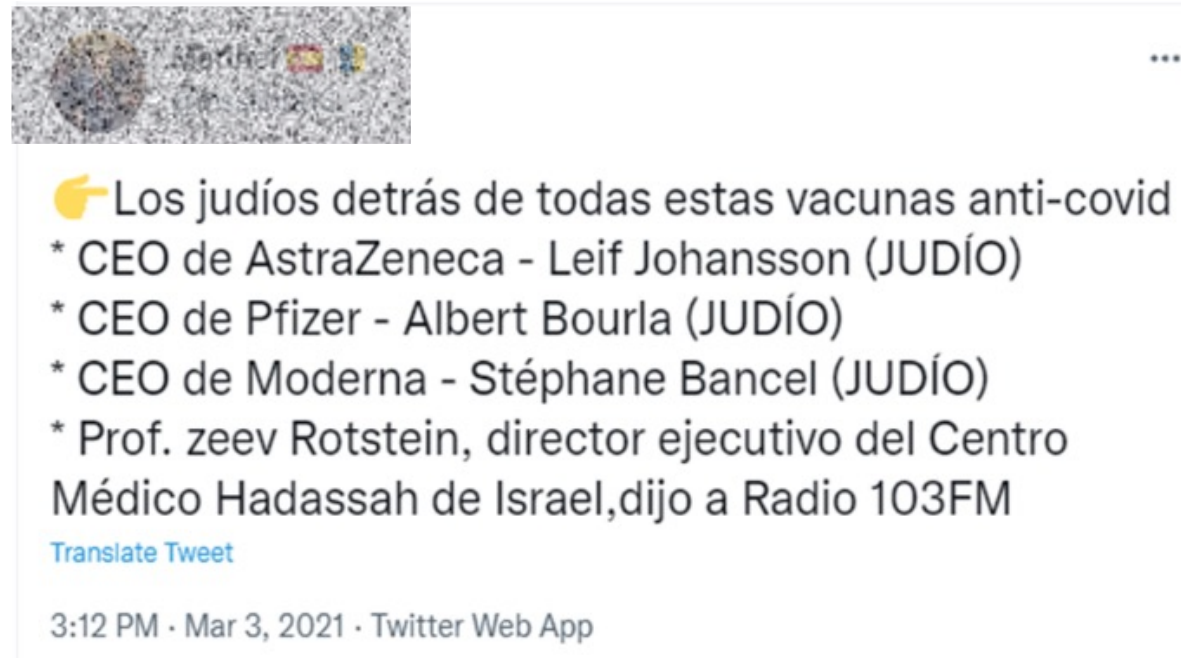 Los judíos detrás de todas estas vacunas anti-covid
* CEO de AstraZeneca - Leif Johansson (JUDÍO)
* CEO de Pfizer - Albert Bourla (JUDÍO)
* CEO de Moderna - Stéphane Bancel (JUDÍO)
* Prof. zeev Rotstein, director ejecutivo del Centro
Médico Hadassah de Israel,dijo a Radio 103FM
Translate Tweet
3:12 PM · Mar 3, 2021 · Twitter Web App